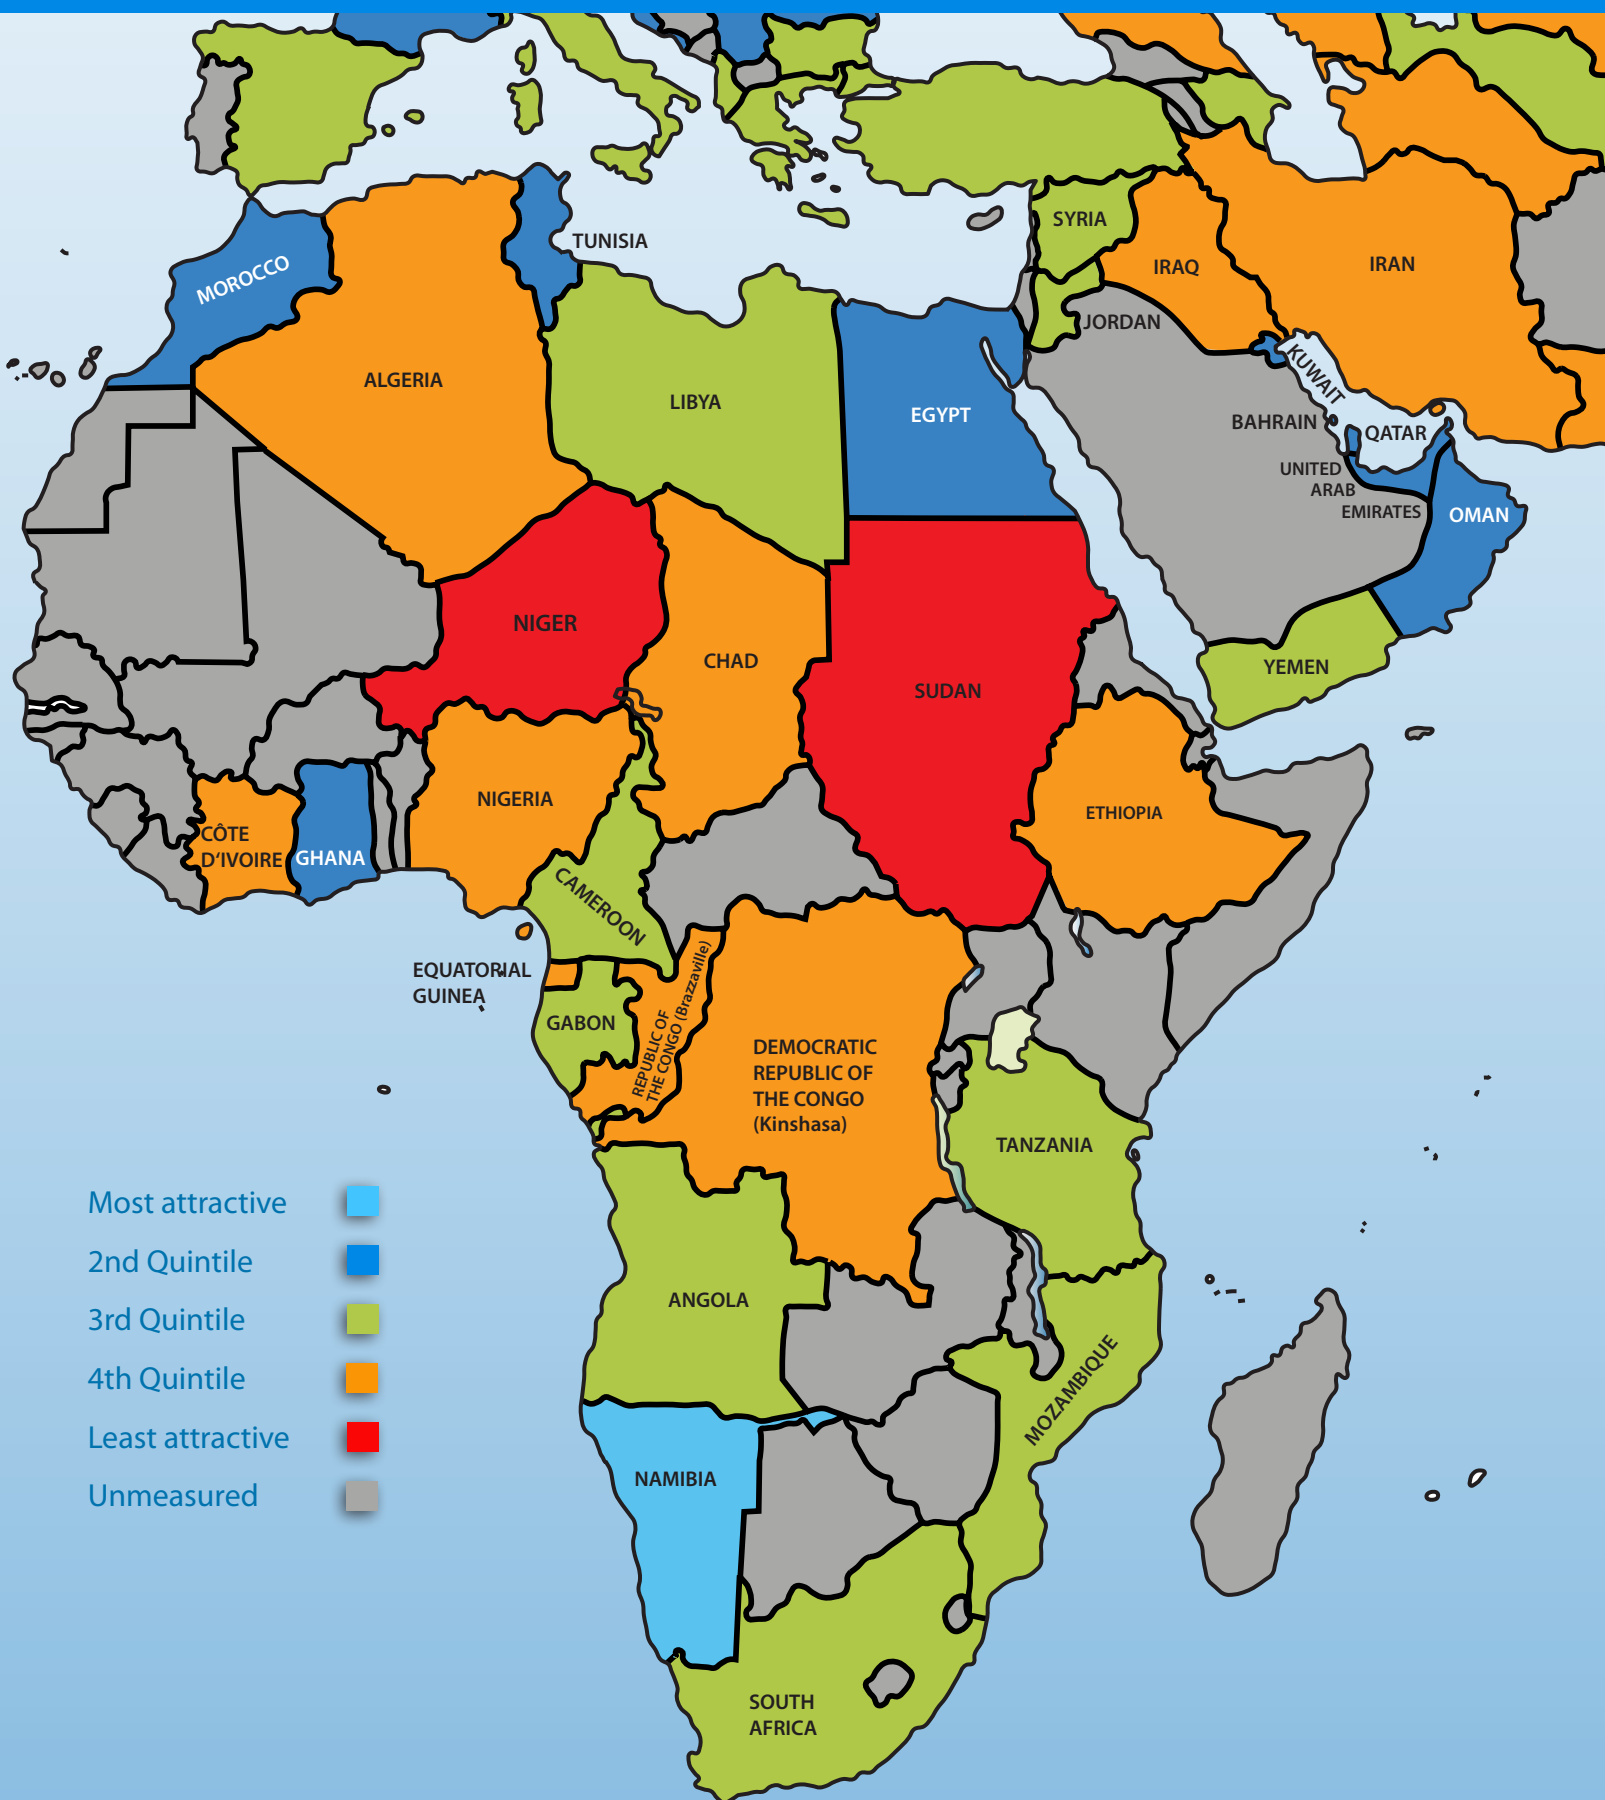 SYRIA
TUNISIA
MOROCCO
IRAQ
IRAN
JORDAN
KUWAIT
ALGERIA
LIBYA
EGYPT
BAHRAIN
QATAR
UNITED
ARAB
EMIRATES
OMAN
NIGER
CHAD
SUDAN
YEMEN
NIGERIA
ETHIOPIA
CÔTE
D'IVOIRE
GHANA
CAMEROON
EQUATORIAL
GUINEA
GABON
REPUBLIC OF
THE CONGO (Brazzaville)
DEMOCRATIC
REPUBLIC OF
THE CONGO
(Kinshasa)
TANZANIA
Most attractive
2nd Quintile
3rd Quintile
4th Quintile
Least attractive
Unmeasured
ANGOLA
MOZAMBIQUE
NAMIBIA
SOUTH
AFRICA